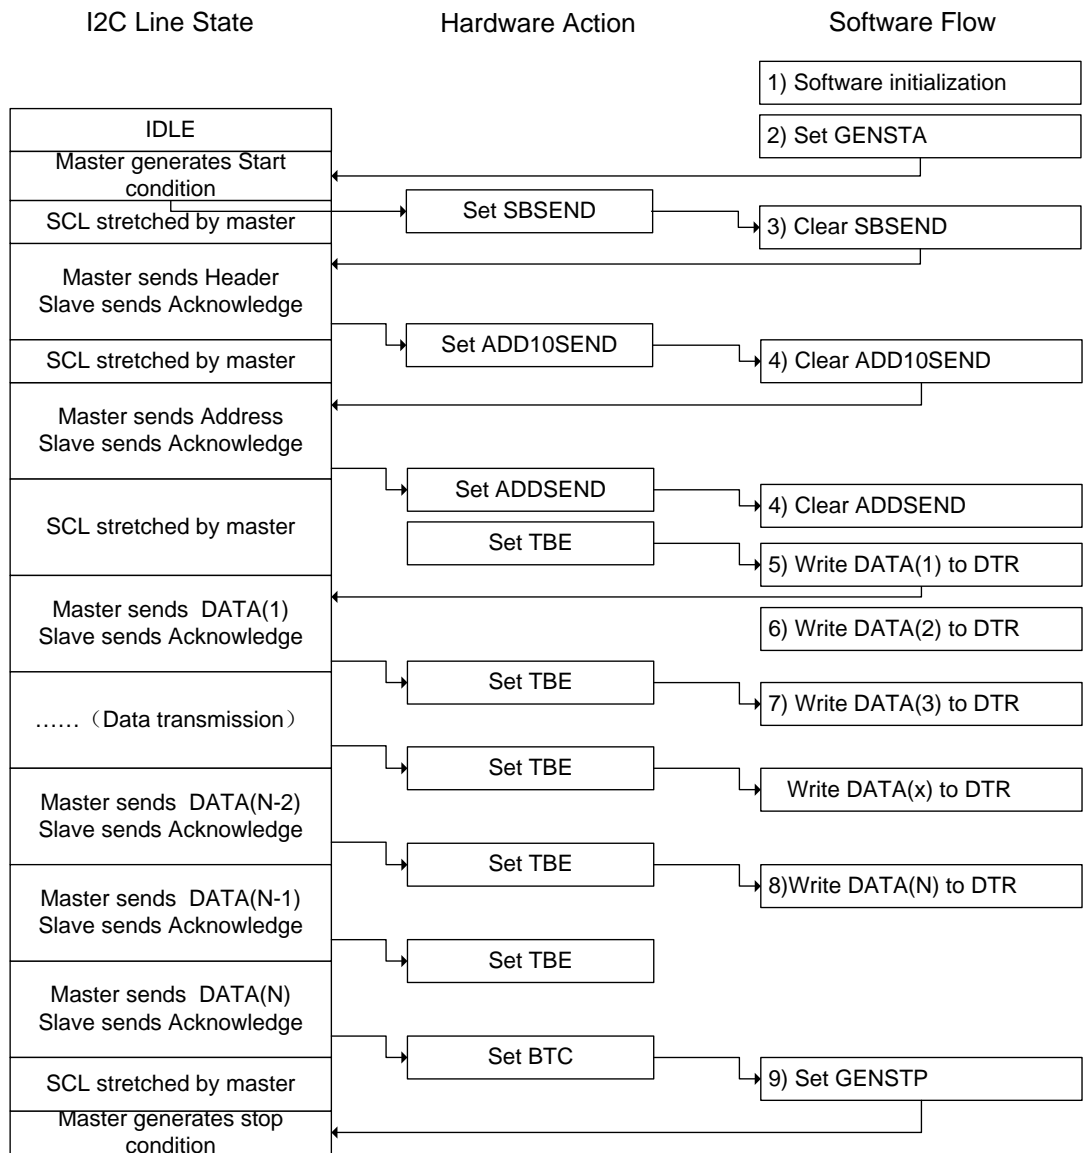 I2C Line State
Hardware Action
Software Flow
1) Software initialization
IDLE
2) Set GENSTA
Master generates Start
condition
Set SBSEND
SCL stretched by master
3) Clear SBSEND
Master sends Header
Slave sends Acknowledge
Set ADD10SEND
SCL stretched by master
4) Clear ADD10SEND
Master sends Address
Slave sends Acknowledge
Set ADDSEND
4) Clear ADDSEND
SCL stretched by master
Set TBE
5) Write DATA(1) to DTR
Master sends  DATA(1)
Slave sends Acknowledge
6) Write DATA(2) to DTR
Set TBE
7) Write DATA(3) to DTR
……（Data transmission）
Set TBE
Write DATA(x) to DTR
Master sends  DATA(N-2)
Slave sends Acknowledge
Set TBE
8)Write DATA(N) to DTR
Master sends  DATA(N-1)
Slave sends Acknowledge
Set TBE
Master sends  DATA(N)
Slave sends Acknowledge
Set BTC
SCL stretched by master
9) Set GENSTP
Master generates stop
condition